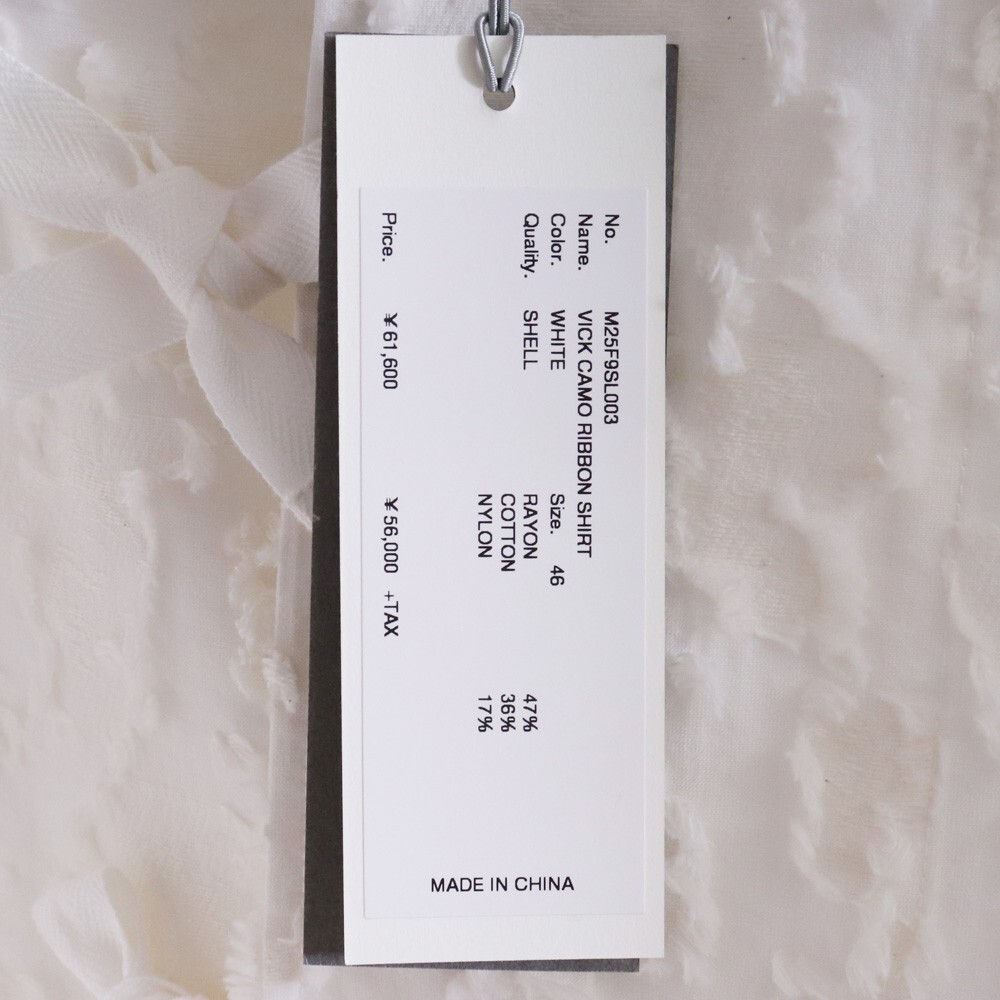 No. M25F9SL003
Name. VICK CAMO RIBBON SHIRT
Color. WHITE Size. 46
Quality. SHELL RAYON 47%
COTTON 36%
NYLON 17%
Price. ¥61,600 ¥56,000 +TAX
MADE IN CHINA